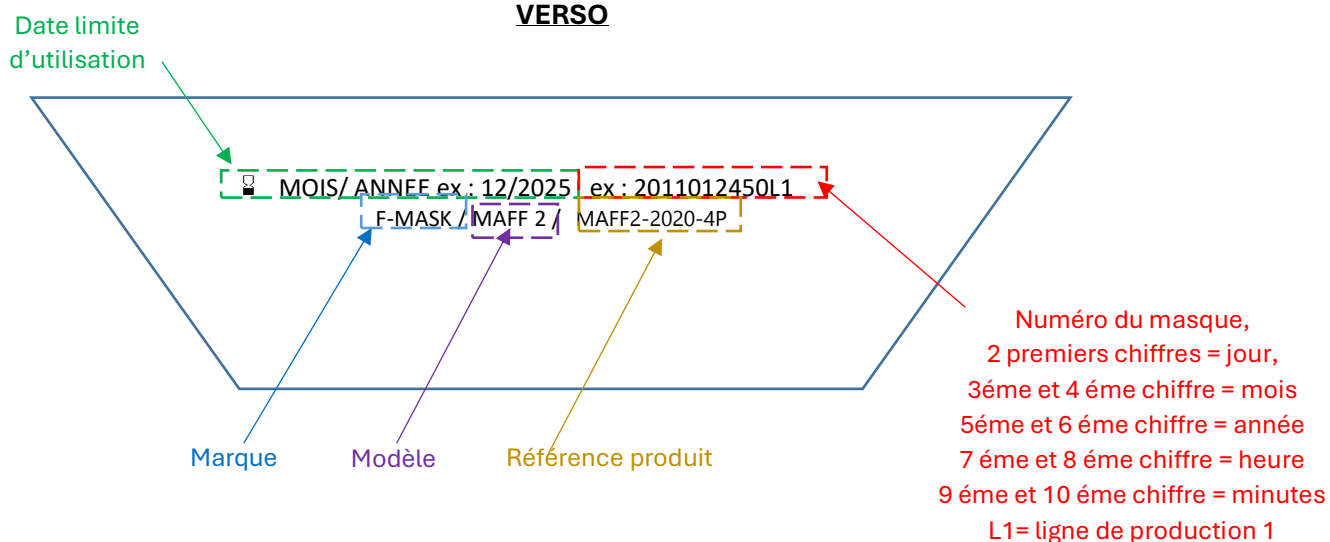 VERSO
Date limite
d’utilisation
⌛ MOIS/ ANNEE ex : 12/2025 ex : 2011012450L1
F-MASK / MAFF 2 / MAFF2-2020-4P
Numéro du masque,
2 premiers chiffres = jour,
3éme et 4 éme chiffre = mois
5éme et 6 éme chiffre = année
7 éme et 8 éme chiffre = heure
9 éme et 10 éme chiffre = minutes
L1= ligne de production 1
Marque
Modèle
Référence produit